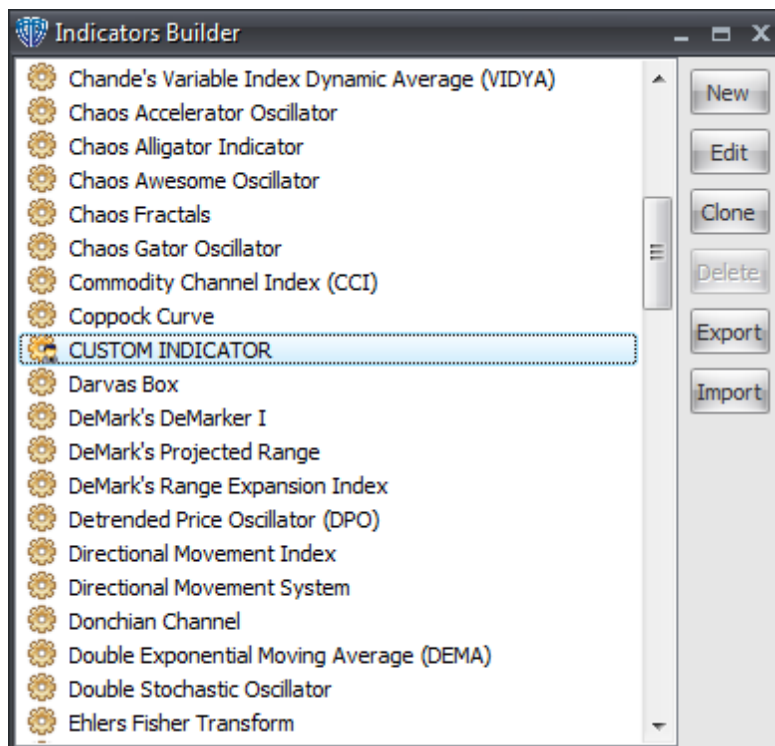 Indicators Builder
Chande's Variable Index Dynamic Average (VIDYA)
Chaos Accelerator Oscillator
Chaos Alligator Indicator
Chaos Awesome Oscillator
Chaos Fractals
Chaos Gator Oscillator
Commodity Channel Index (CCI)
Coppock Curve
CUSTOM INDICATOR
Darvas Box
DeMark's DeMarker I
DeMark's Projected Range
DeMark's Range Expansion Index
Detrended Price Oscillator (DPO)
Directional Movement Index
Directional Movement System
Donchian Channel
Double Exponential Moving Average (DEMA)
Double Stochastic Oscillator
Ehlers Fisher Transform
New
Edit
Clone
Delete
Export
Import